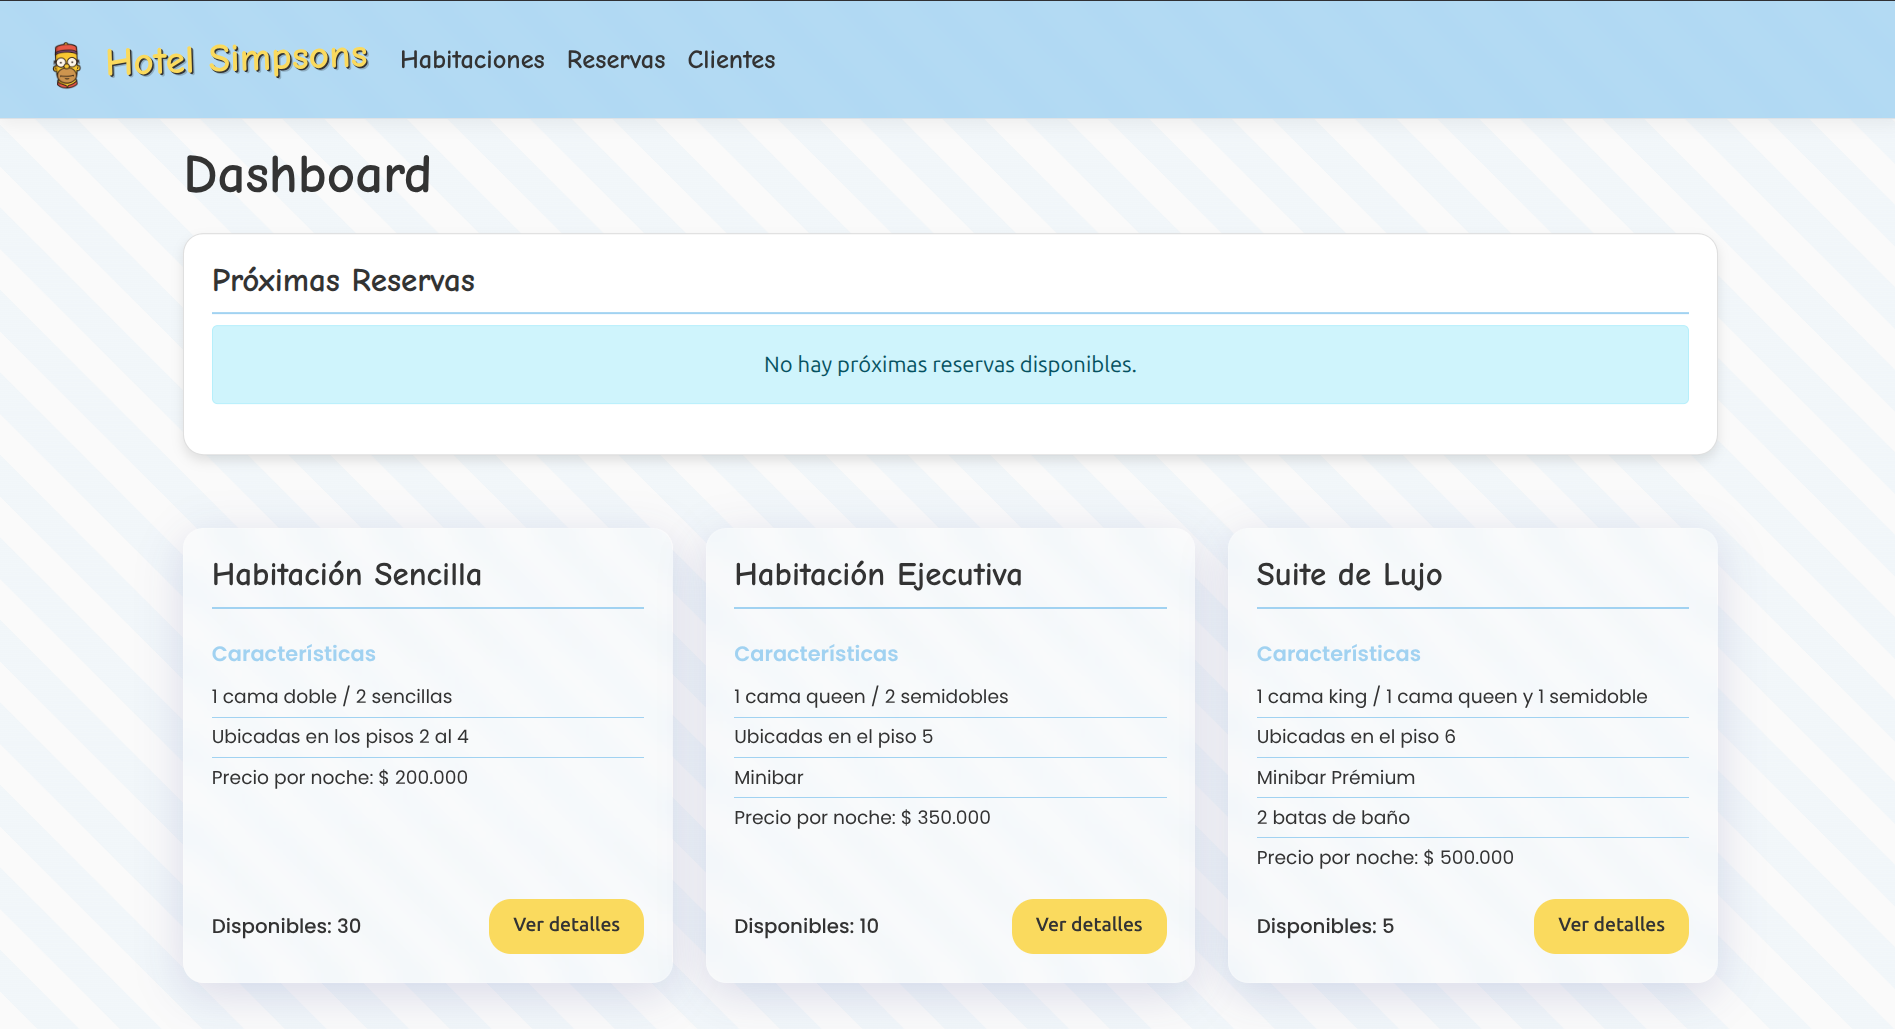 Hotel Simpsons
Habitaciones Reservas Clientes
Dashboard
Próximas Reservas
No hay próximas reservas disponibles.
Habitación Sencilla
Características
1 cama doble / 2 sencillas
Ubicadas en los pisos 2 al 4
Precio por noche: $ 200.000
Disponibles: 30
Ver detalles
Habitación Ejecutiva
Características
1 cama queen / 2 semidobles
Ubicadas en el piso 5
Minibar
Precio por noche: $ 350.000
Disponibles: 10
Ver detalles
Suite de Lujo
Características
1 cama king / 1 cama queen y 1 semidoble
Ubicadas en el piso 6
Minibar Prémium
2 batas de baño
Precio por noche: $ 500.000
Disponibles: 5
Ver detalles